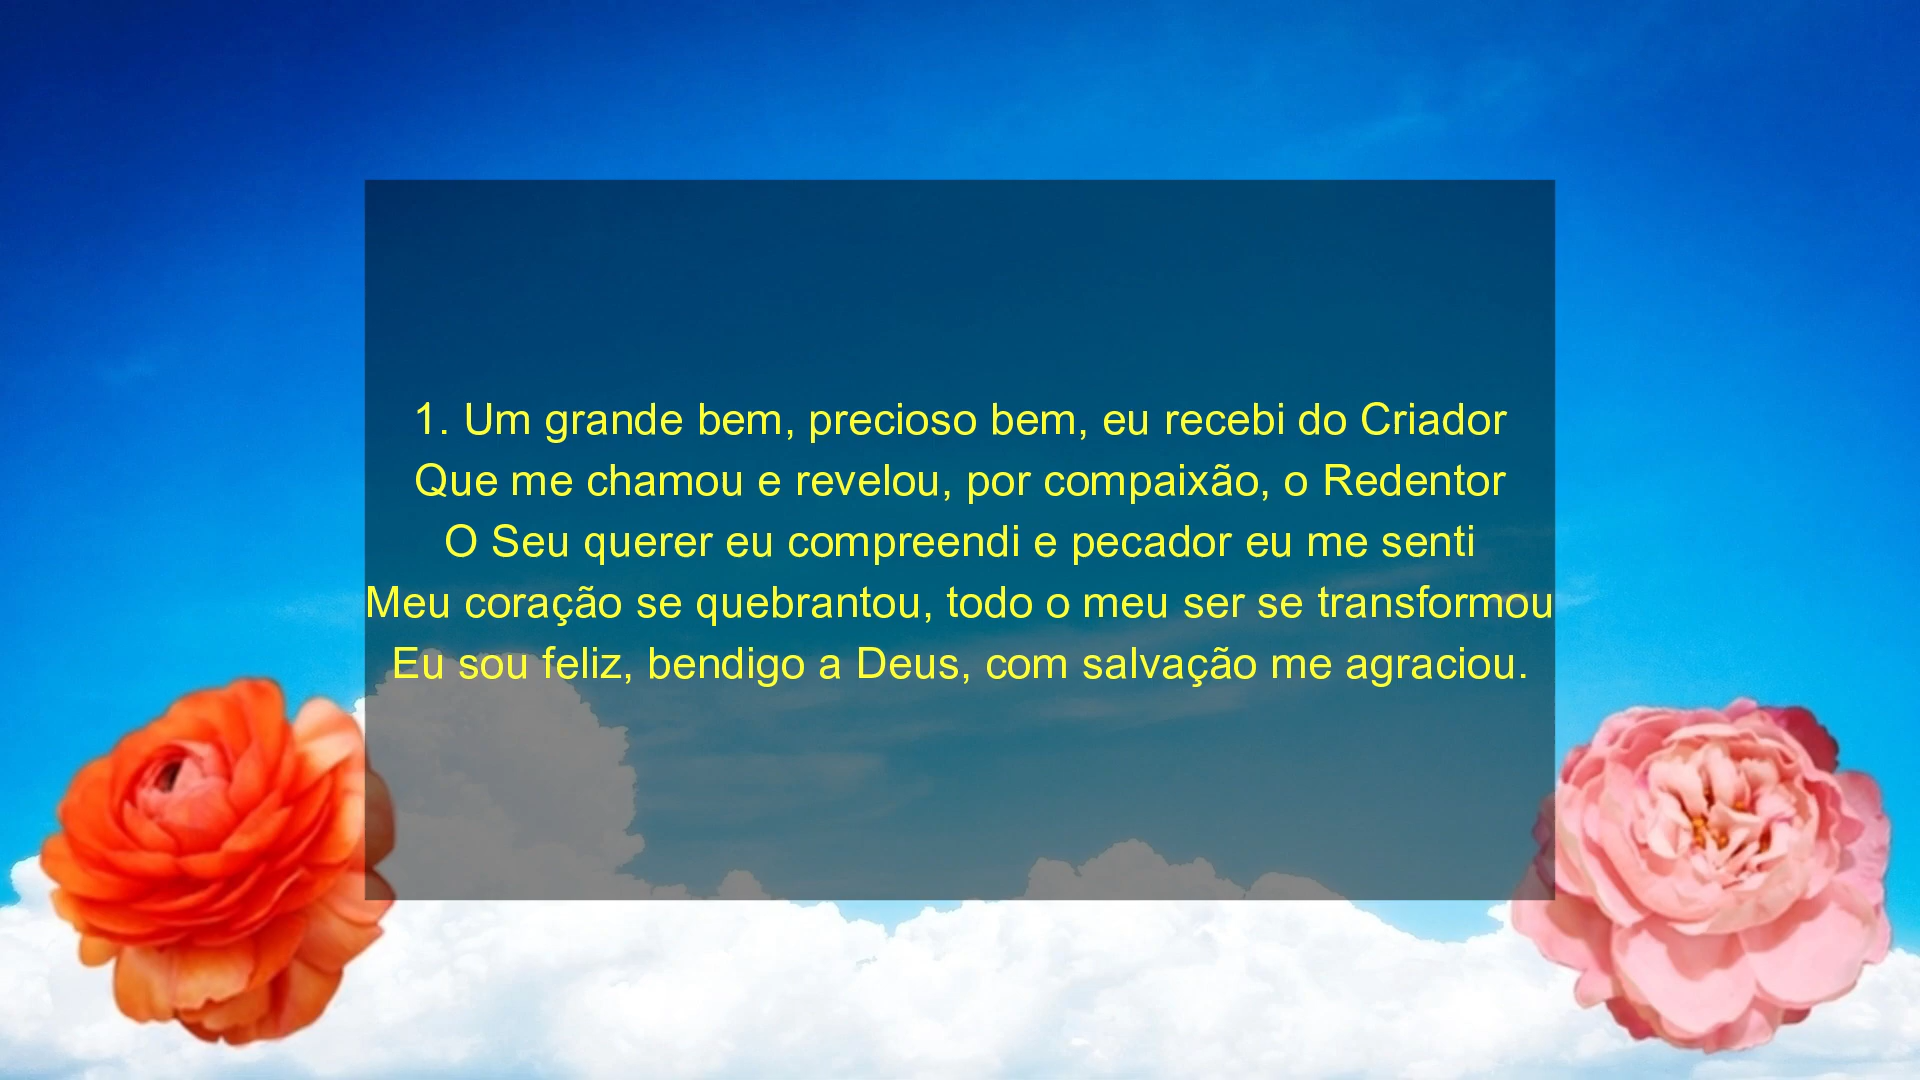 1. Um grande bem, precioso bem, eu recebi do Criador
Que me chamou e revelou, por compaixão, o Redentor
O Seu querer eu compreendi e pecador eu me senti
Meu coração se quebrantou, todo o meu ser se transformou
Eu sou feliz, bendigo a Deus, com salvação me agraciou.